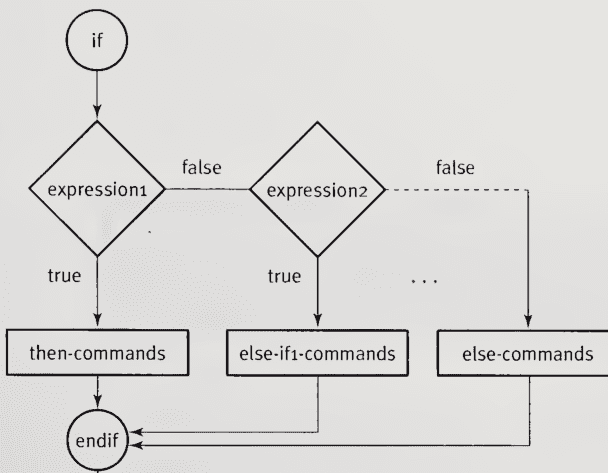 if
false
false
expression1
expression2
true
true
...
then-commands
else-if1-commands
else-commands
endif